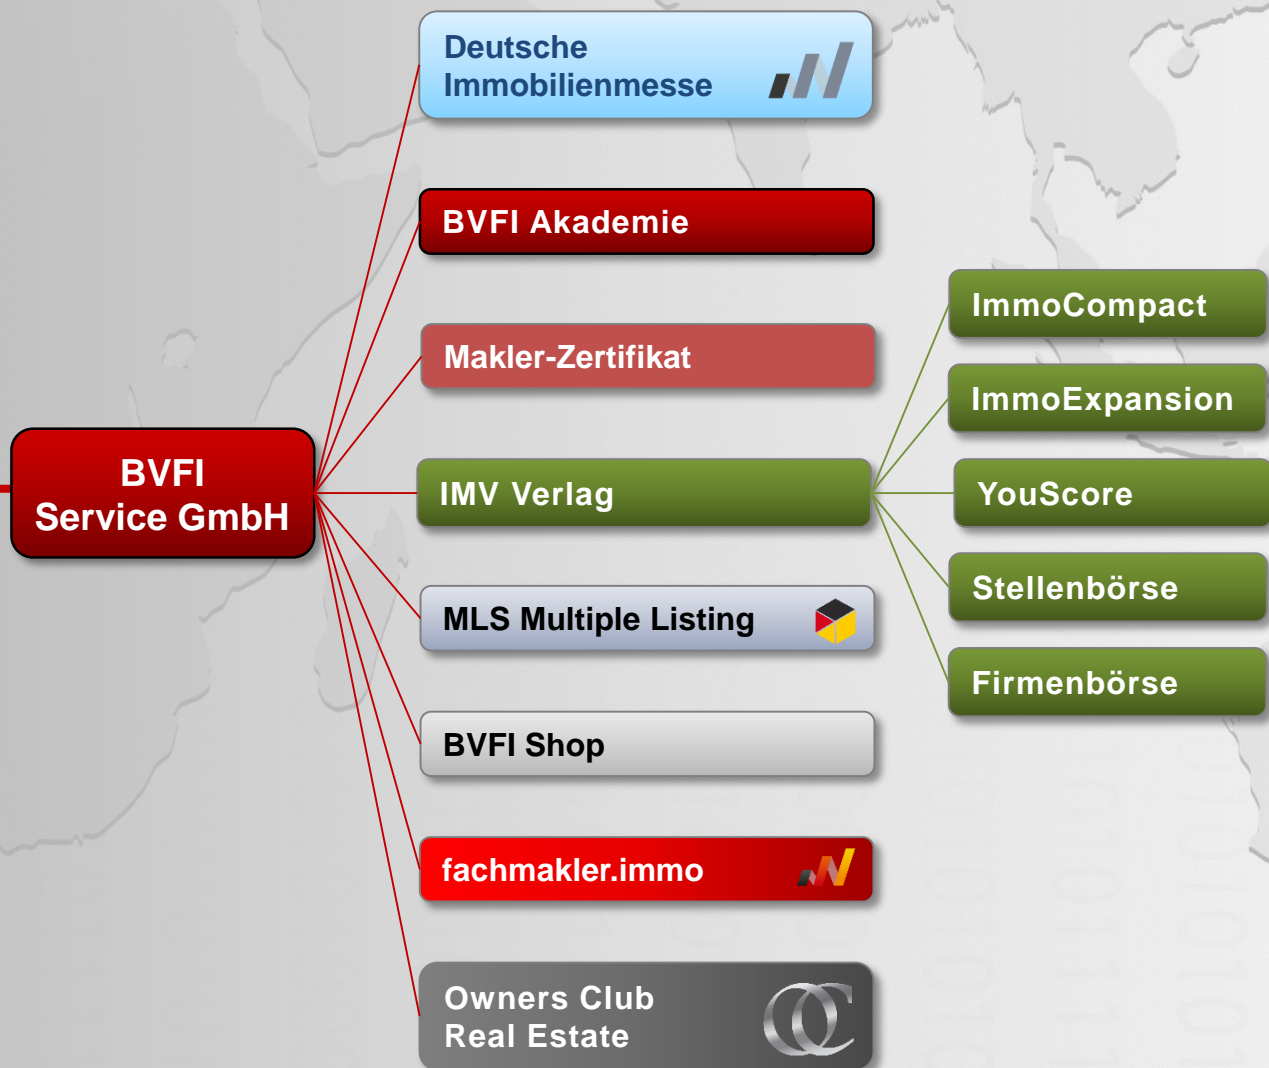 Deutsche
Immobilienmesse
BVFI Akademie
Makler-Zertifikat
BVFI
Service GmbH
IMV Verlag
MLS Multiple Listing
BVFI Shop
fachmakler.immo
Owners Club
Real Estate
OC
ImmoCompact
ImmoExpansion
YouScore
Stellenbörse
Firmenbörse